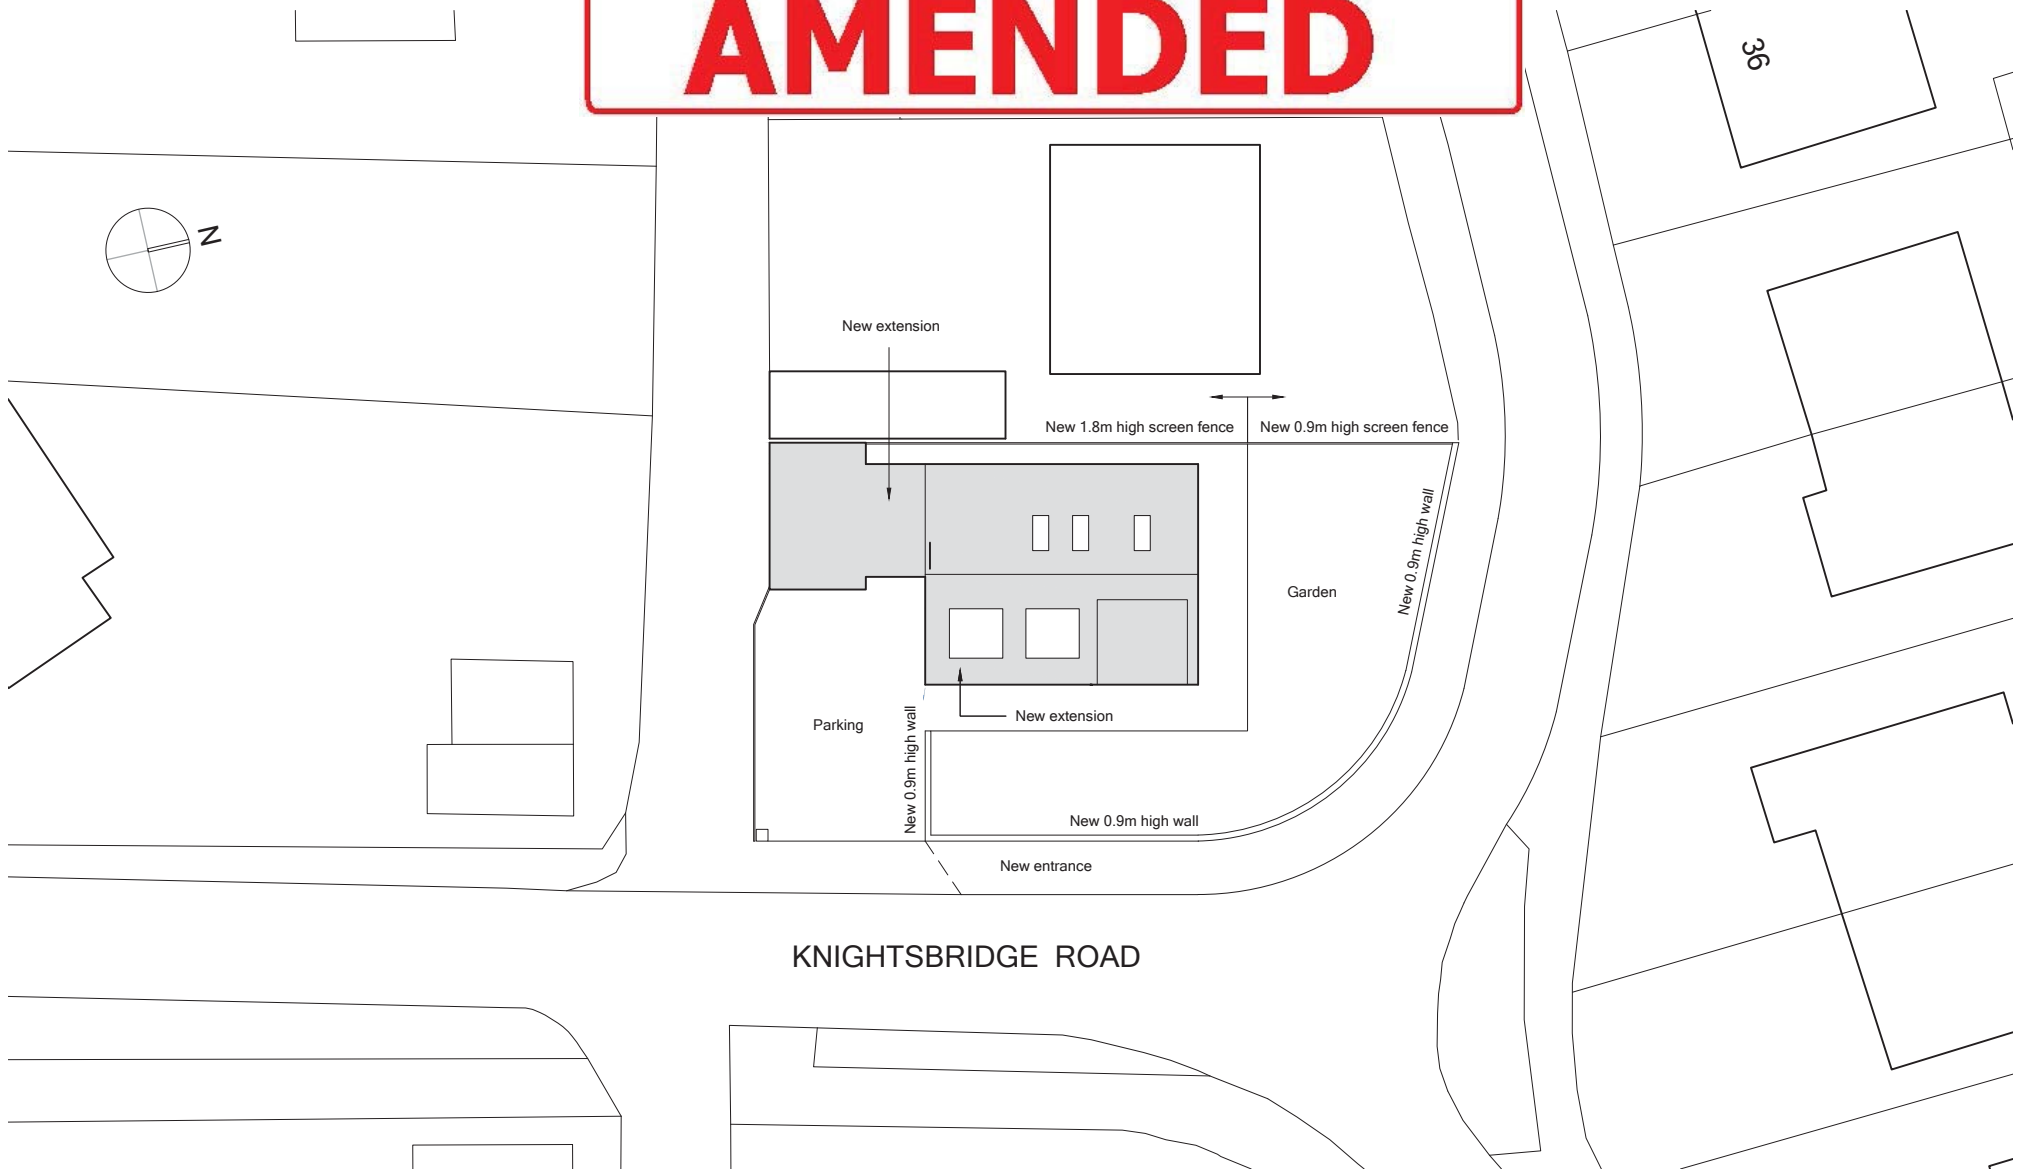 AMENDED
36
N
New extension
New 1.8m high screen fence
New 0.9m high screen fence
New 0.9m high wall
Garden
New extension
Parking
New 0.9m high wall
New 0.9m high wall
New entrance
KNIGHTSBRIDGE ROAD